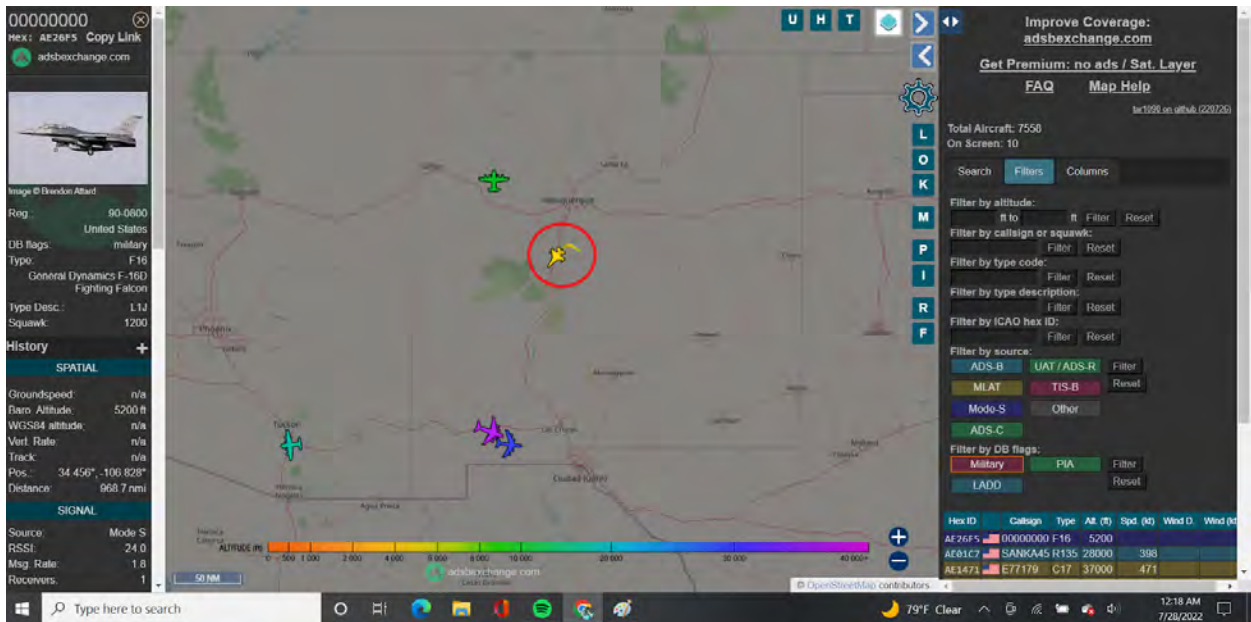 00000000
Hex: AE26F5 Copy Link
adsbexchange.com
Image © Brendon Attard
Reg.: 90-0800
United States
DB flags: military
Type: F16
General Dynamics F-16D
Fighting Falcon
Type Desc.: L1J
Squawk: 1200
History +
SPATIAL
Groundspeed: n/a
Baro. Altitude: 5200 ft
WGS84 altitude: n/a
Vert. Rate: n/a
Track: n/a
Pos.: 34.456°, -106.828°
Distance: 968.7 nmi
SIGNAL
Source: Mode S
RSSI: 24.0
Msg. Rate: 1.8
Receivers: 1
U H T
L
O
K
M
P
I
R
F
Santa Fe
Albuquerque
Phoenix
Tucson
Las Cruces
Ciudad Juárez
Agua Prieta
ALTITUDE (ft)
0 500 1 000 2 000 4 000 6 000 8 000 10 000 20 000 30 000 40 000+
adsbexchange.com
50 NM
© OpenStreetMap contributors.
Improve Coverage:
adsbexchange.com
Get Premium: no ads / Sat. Layer
FAQ Map Help
tar1090 on github (220726)
Total Aircraft: 7558
On Screen: 10
Search Filters Columns
Filter by altitude:
ft to ft Filter Reset
Filter by callsign or squawk:
Filter Reset
Filter by type code:
Filter Reset
Filter by type description:
Filter Reset
Filter by ICAO hex ID:
Filter Reset
Filter by source:
ADS-B UAT / ADS-R Filter
MLAT TIS-B Reset
Mode-S Other
ADS-C
Filter by DB flags:
Military PIA Filter
LADD Reset
Hex ID Callsign Type Alt. (ft) Spd. (kt) Wind D. Wind (kt
AE26F5 00000000 F16 5200
AE01C7 SANKA45 R135 28000 398
AE1471 E77179 C17 37000 471
Type here to search
79°F Clear
12:18 AM
7/28/2022